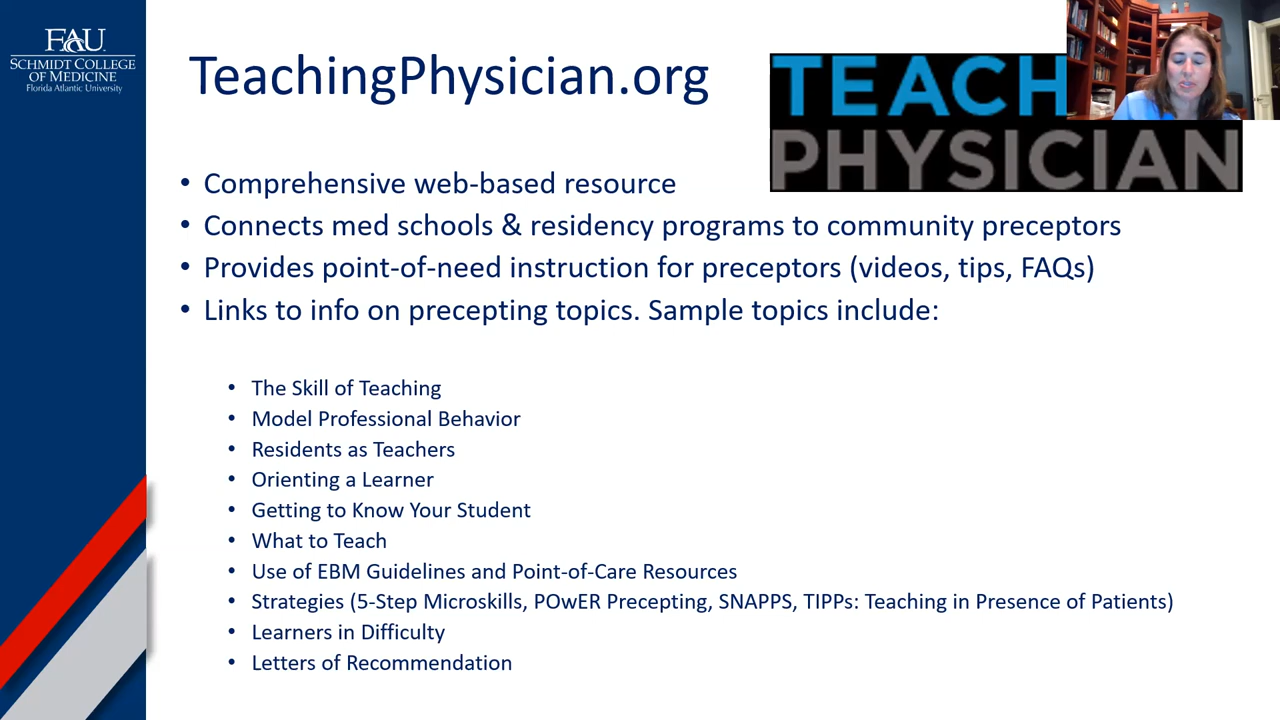 FAU
SCHMIDT COLLEGE
OF MEDICINE
Florida Atlantic University
TeachingPhysician.org
TEACH
PHYSICIAN
• Comprehensive web-based resource
• Connects med schools & residency programs to community preceptors
• Provides point-of-need instruction for preceptors (videos, tips, FAQs)
• Links to info on precepting topics. Sample topics include:
• The Skill of Teaching
• Model Professional Behavior
• Residents as Teachers
• Orienting a Learner
• Getting to Know Your Student
• What to Teach
• Use of EBM Guidelines and Point-of-Care Resources
• Strategies (5-Step Microskills, POwER Precepting, SNAPPS, TIPPs: Teaching in Presence of Patients)
• Learners in Difficulty
• Letters of Recommendation